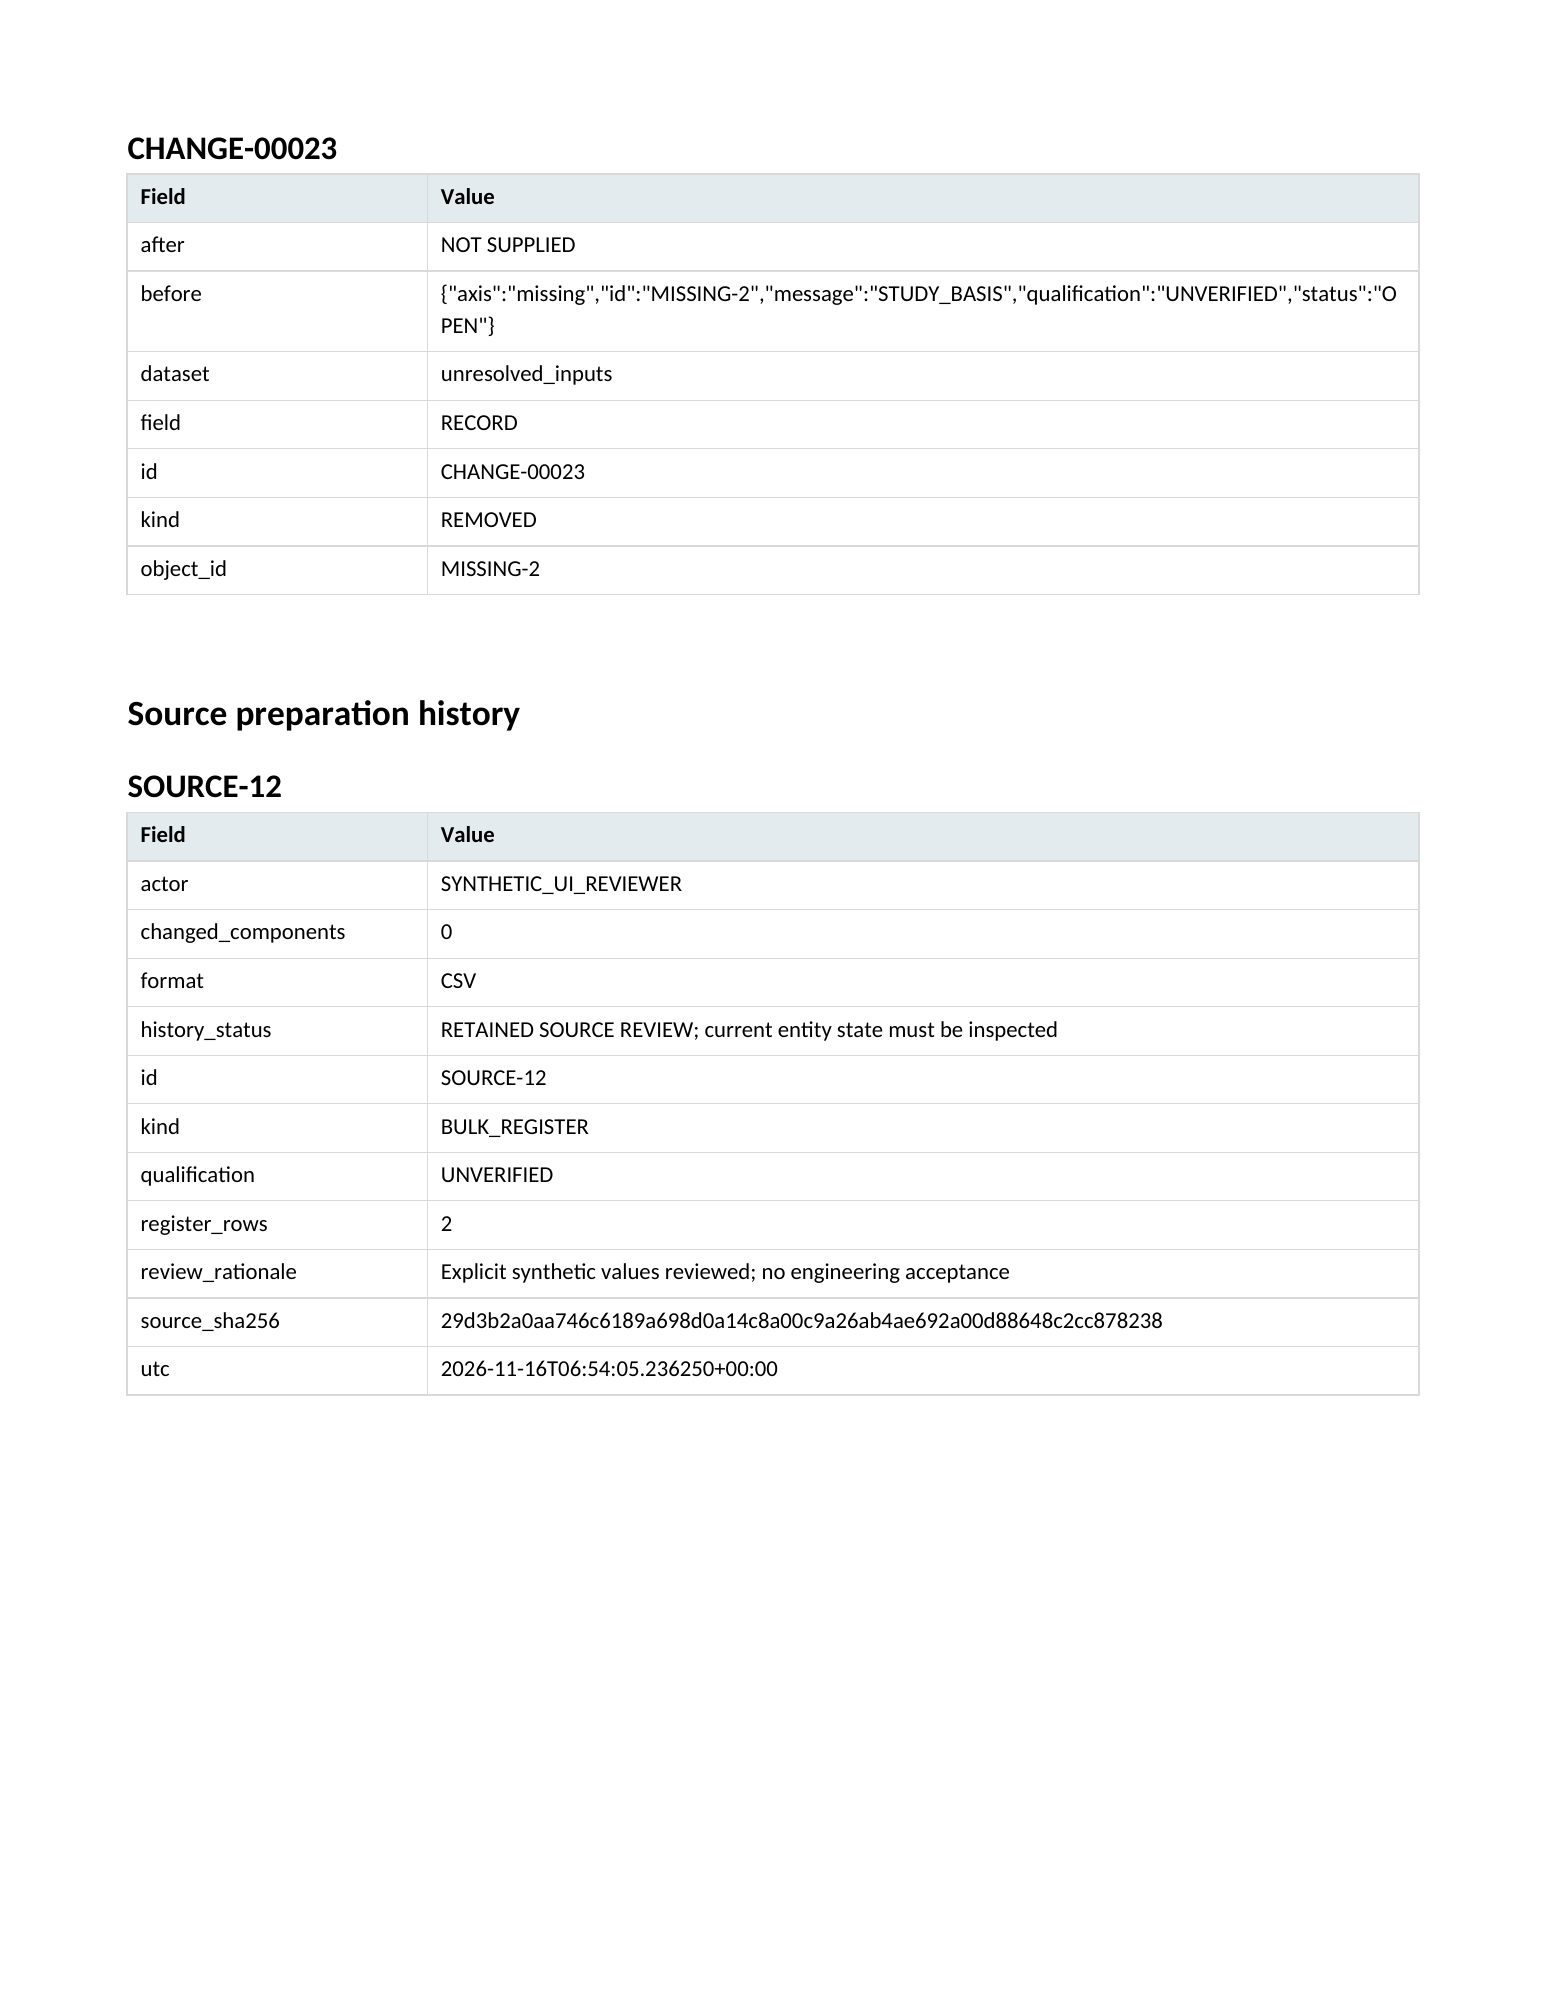 CHANGE-00023
Field Value
after NOT SUPPLIED
before {"axis":"missing","id":"MISSING-2","message":"STUDY_BASIS","qualification":"UNVERIFIED","status":"O
PEN"}
dataset unresolved_inputs
field RECORD
id CHANGE-00023
kind REMOVED
object_id MISSING-2
Source preparation history
SOURCE-12
Field Value
actor SYNTHETIC_UI_REVIEWER
changed_components 0
format CSV
history_status RETAINED SOURCE REVIEW; current entity state must be inspected
id SOURCE-12
kind BULK_REGISTER
qualification UNVERIFIED
register_rows 2
review_rationale Explicit synthetic values reviewed; no engineering acceptance
source_sha256 29d3b2a0aa746c6189a698d0a14c8a00c9a26ab4ae692a00d88648c2cc878238
utc 2026-11-16T06:54:05.236250+00:00